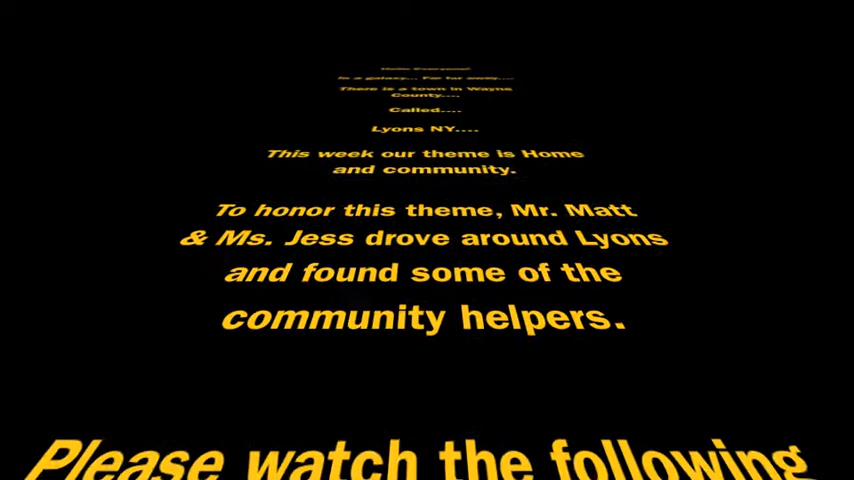 Hello Everyone!
In a galaxy... Far far away....
There is a town in Wayne
County....
Called....
Lyons NY....
This week our theme is Home
and community.
To honor this theme, Mr. Matt
& Ms. Jess drove around Lyons
and found some of the
community helpers.
Please watch the following